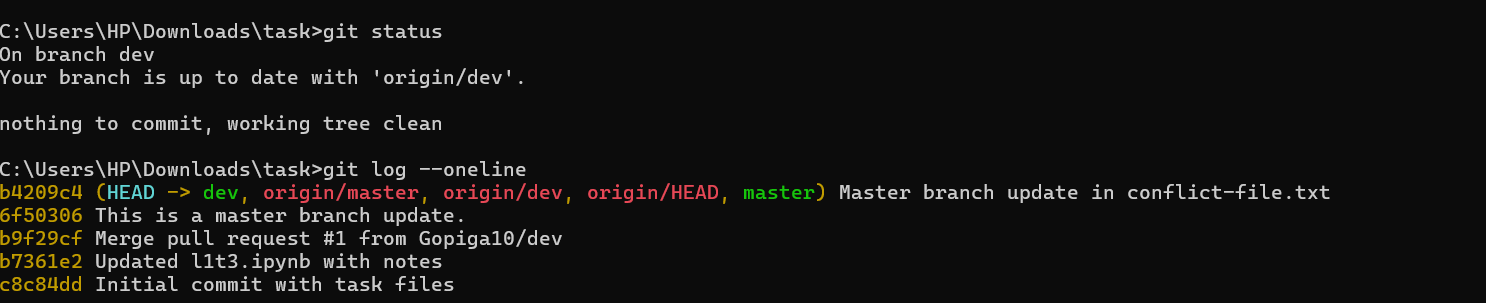 C:\Users\HP\Downloads\task>git status
On branch dev
Your branch is up to date with 'origin/dev'.
nothing to commit, working tree clean
C:\Users\HP\Downloads\task>git log --oneline
b4209c4 (HEAD -> dev, origin/master, origin/dev, origin/HEAD, master) Master branch update in conflict-file.txt
6f50306 This is a master branch update.
b9f29cf Merge pull request #1 from Gopiga10/dev
b7361e2 Updated l1t3.ipynb with notes
c8c84dd Initial commit with task files